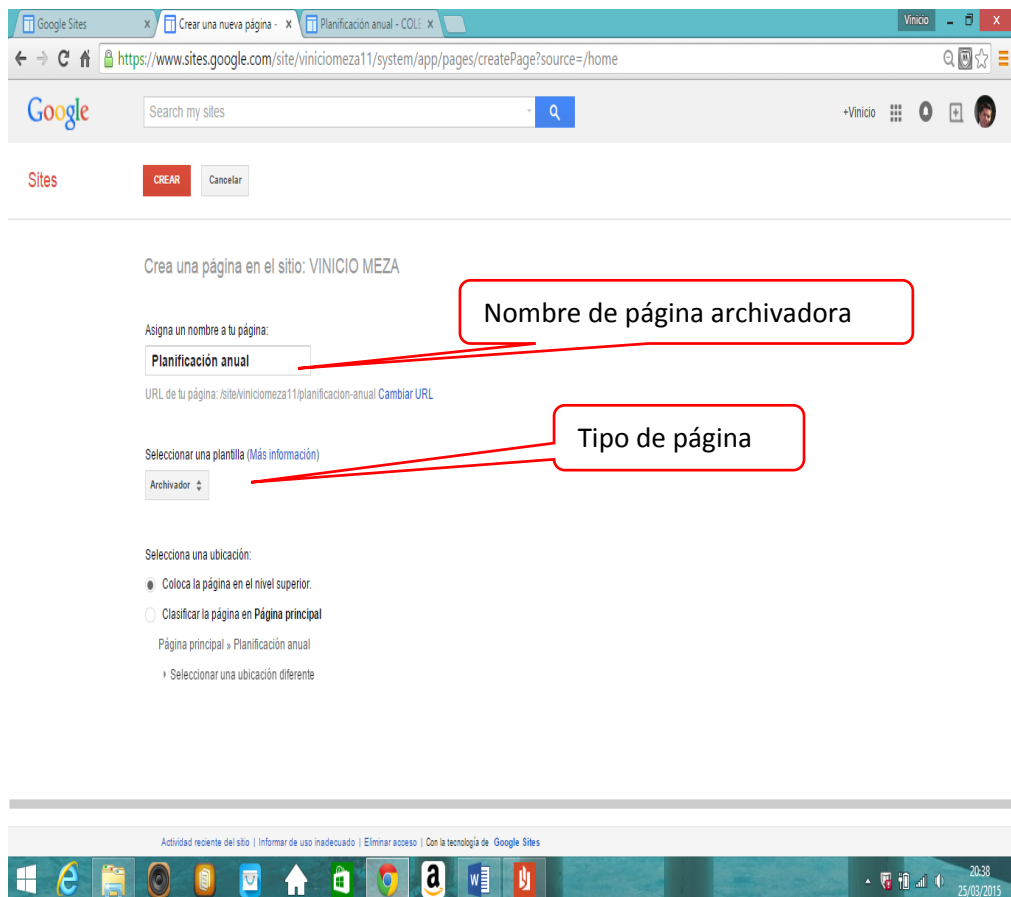 Google Sites
Crear una nueva página -
Planificación anual - COLE
Vinicio
https://www.sites.google.com/site/viniciomeza11/system/app/pages/createPage?source=/home
Google
Search my sites
+Vinicio
Sites
CREAR
Cancelar
Crea una página en el sitio: VINICIO MEZA
Nombre de página archivadora
Asigna un nombre a tu página:
Planificación anual
URL de tu página: /site/viniciomeza11/planificacion-anual Cambiar URL
Tipo de página
Seleccionar una plantilla (Más información)
Archivador
Selecciona una ubicación:
Coloca la página en el nivel superior.
Clasificar la página en Página principal
Página principal » Planificación anual
Seleccionar una ubicación diferente
Actividad reciente del sitio | Informar de uso inadecuado | Eliminar acceso | Con la tecnología de Google Sites
20:38
25/03/2015